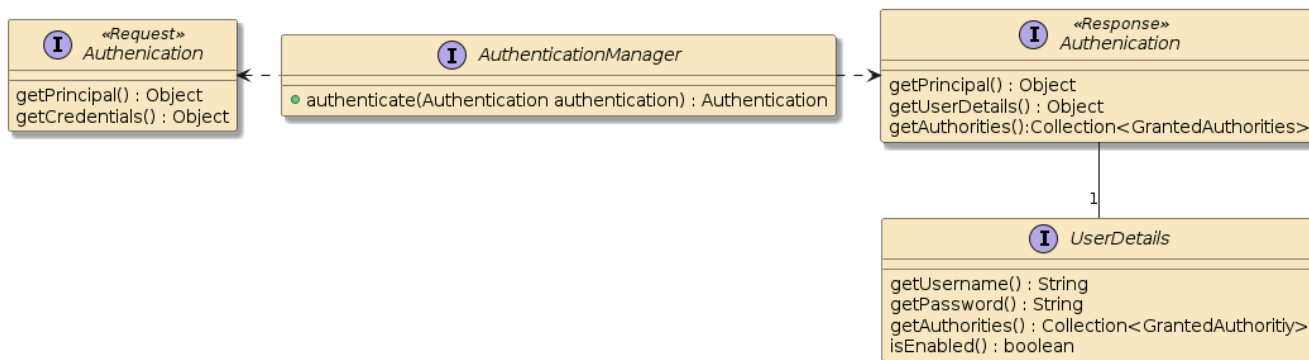 I
«Request»
Authenication
getPrincipal() : Object
getCredentials() : Object
I
AuthenticationManager
authenticate(Authentication authentication) : Authentication
I
«Response»
Authenication
getPrincipal() : Object
getUserDetails() : Object
getAuthorities():Collection<GrantedAuthorities>
1
I
UserDetails
getUsername() : String
getPassword() : String
getAuthorities() : Collection<GrantedAuthoritiy>
isEnabled() : boolean